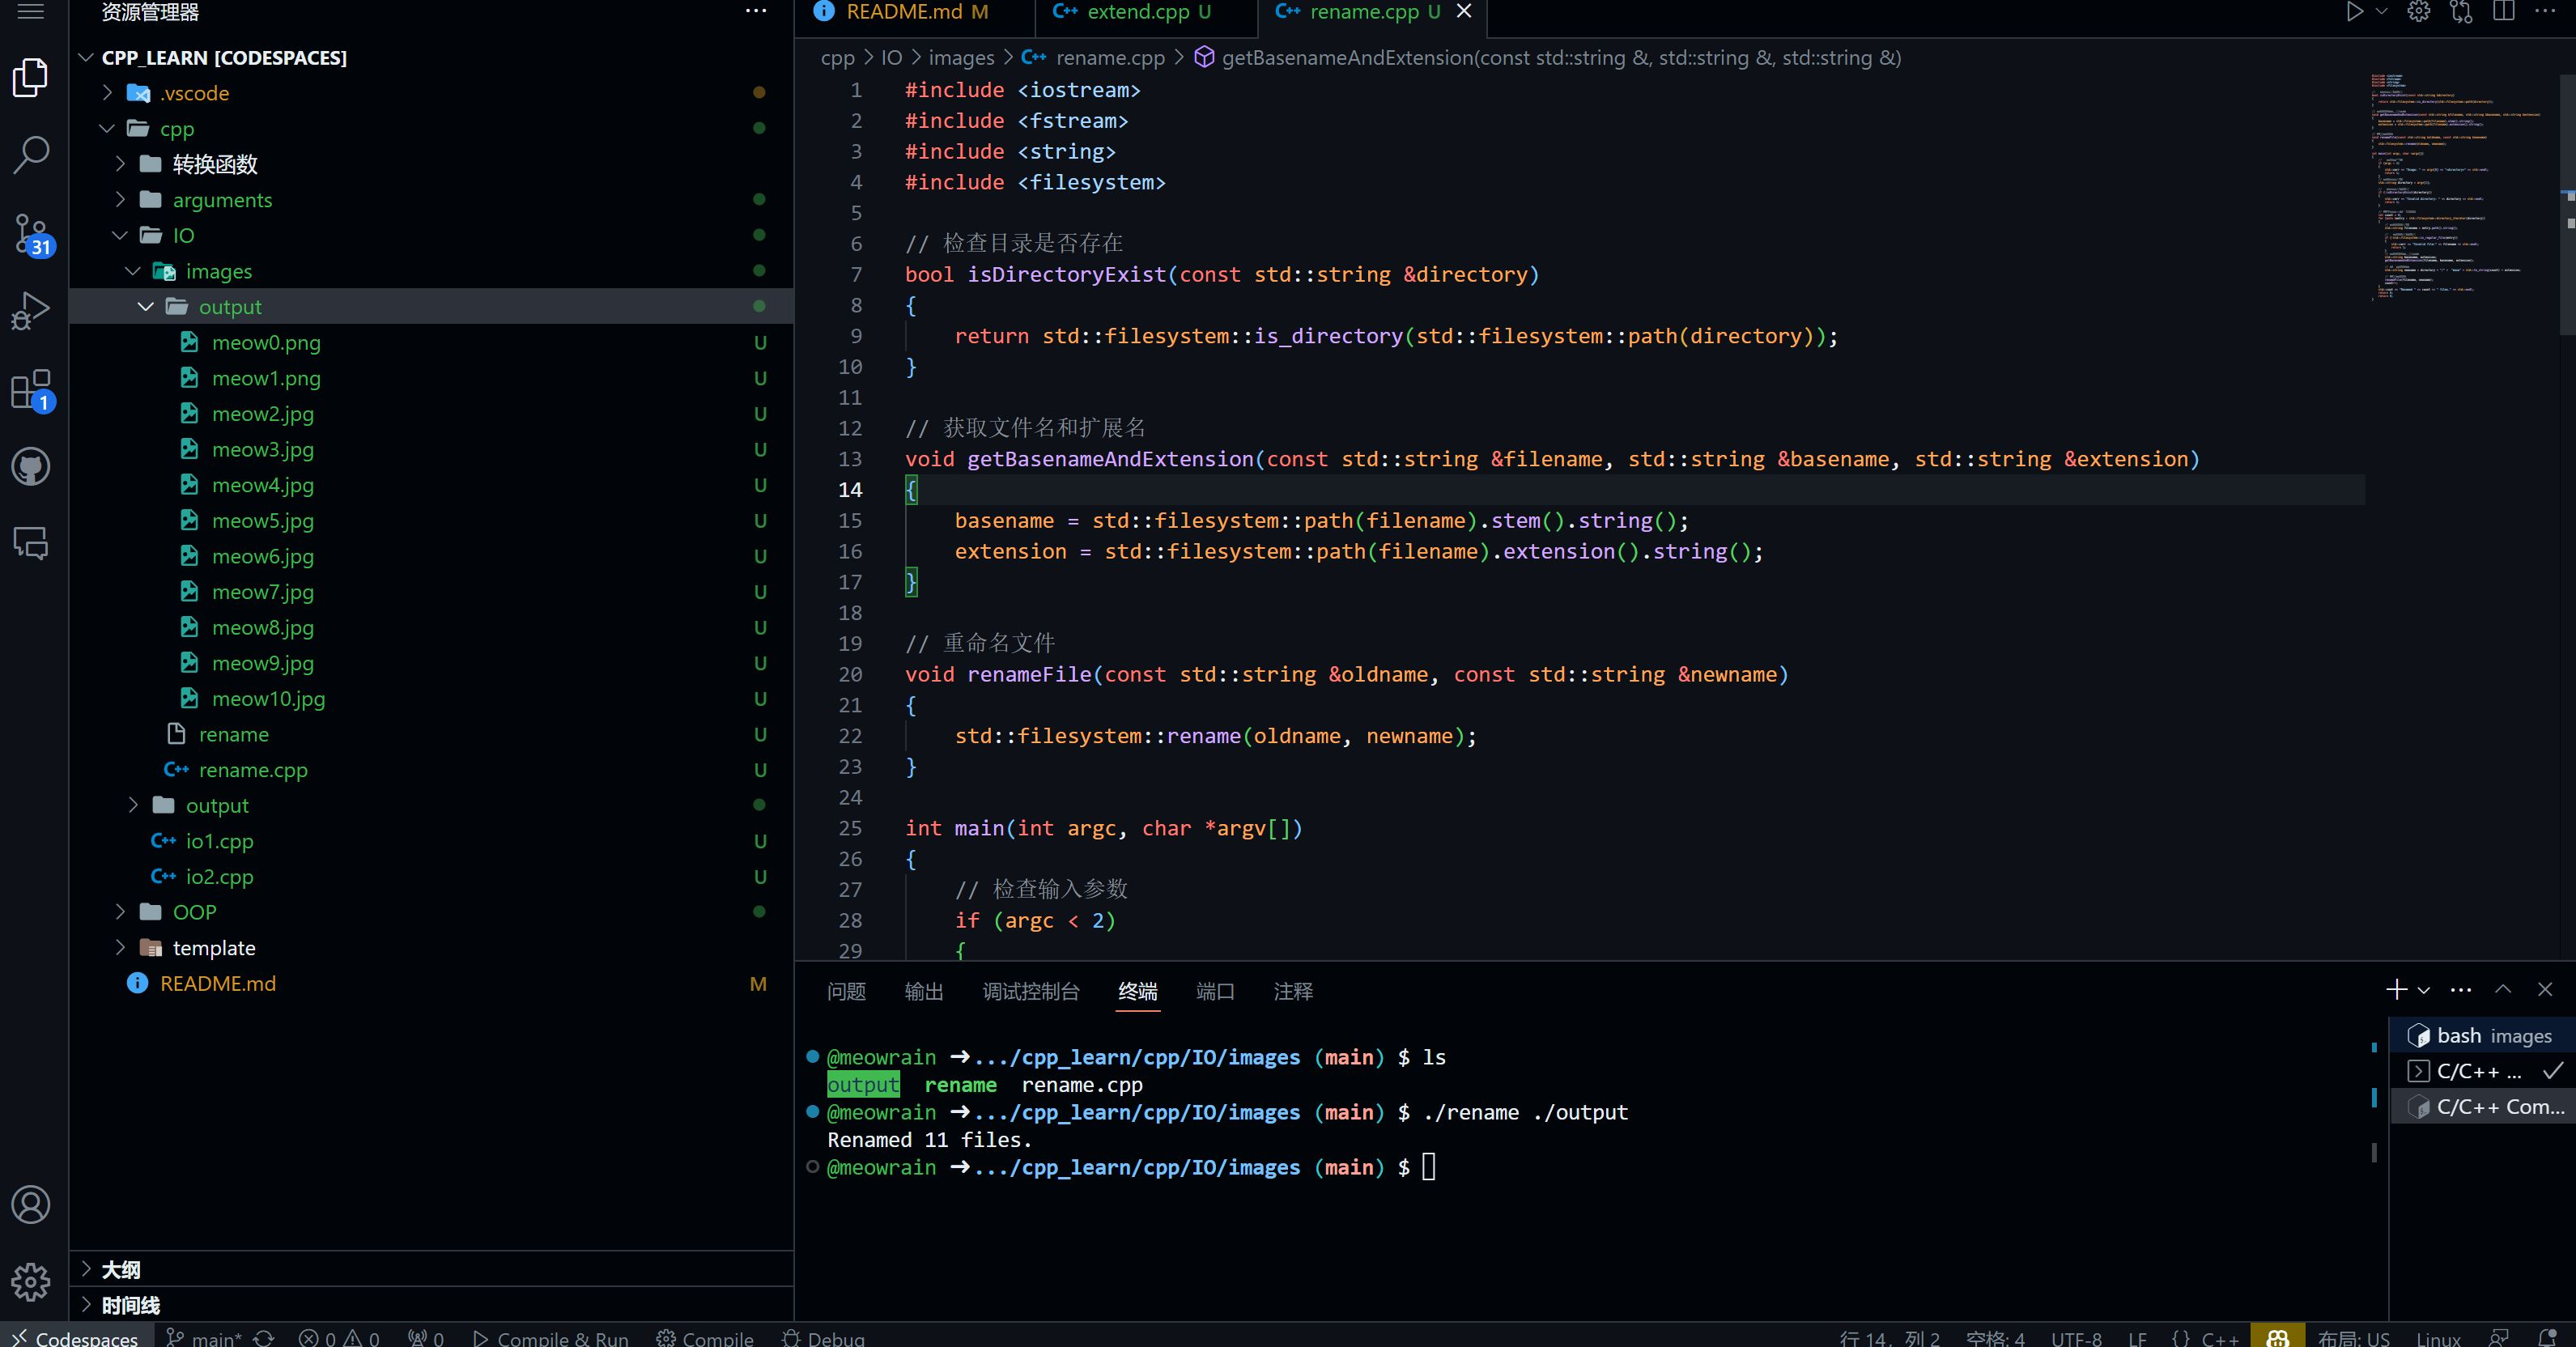 资源管理器
CPP_LEARN [CODESPACES]
.vscode
cpp
转换函数
arguments
IO
images
output
meow0.png U
meow1.png U
meow2.jpg U
meow3.jpg U
meow4.jpg U
meow5.jpg U
meow6.jpg U
meow7.jpg U
meow8.jpg U
meow9.jpg U
meow10.jpg U
rename U
rename.cpp U
output
io1.cpp U
io2.cpp U
OOP
template
README.md M
大纲
时间线
31
1
README.md M
extend.cpp U
rename.cpp U
cpp > IO > images > rename.cpp > getBasenameAndExtension(const std::string &, std::string &, std::string &)
1 #include <iostream>
2 #include <fstream>
3 #include <string>
4 #include <filesystem>
5
6 // 检查目录是否存在
7 bool isDirectoryExist(const std::string &directory)
8 {
9 return std::filesystem::is_directory(std::filesystem::path(directory));
10 }
11
12 // 获取文件名和扩展名
13 void getBasenameAndExtension(const std::string &filename, std::string &basename, std::string &extension)
14 {
15 basename = std::filesystem::path(filename).stem().string();
16 extension = std::filesystem::path(filename).extension().string();
17 }
18
19 // 重命名文件
20 void renameFile(const std::string &oldname, const std::string &newname)
21 {
22 std::filesystem::rename(oldname, newname);
23 }
24
25 int main(int argc, char *argv[])
26 {
27 // 检查输入参数
28 if (argc < 2)
29 {
问题 输出 调试控制台 终端 端口 注释
@meowrain ➜.../cpp_learn/cpp/IO/images (main) $ ls
output rename rename.cpp
@meowrain ➜.../cpp_learn/cpp/IO/images (main) $ ./rename ./output
Renamed 11 files.
@meowrain ➜.../cpp_learn/cpp/IO/images (main) $
bash images
C/C++ ...
C/C++ Com...
Codespaces main* 0 0 0 Compile & Run Compile Debug
行 14, 列 2 空格: 4 UTF-8 LF {} C++ 布局: US Linux